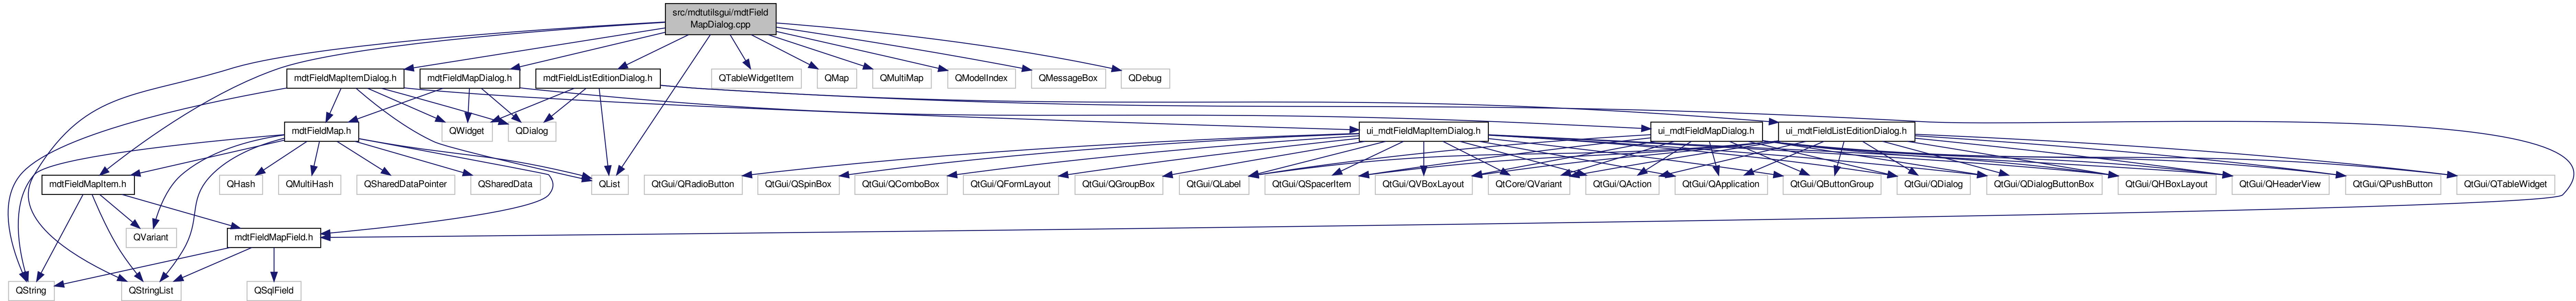 src/mdtutilsgui/mdtField
MapDialog.cpp
mdtFieldMapItemDialog.h
mdtFieldMapDialog.h
mdtFieldListEditionDialog.h
QTableWidgetItem
QMap
QMultiMap
QModelIndex
QMessageBox
QDebug
mdtFieldMap.h
QWidget
QDialog
ui_mdtFieldMapItemDialog.h
ui_mdtFieldMapDialog.h
ui_mdtFieldListEditionDialog.h
mdtFieldMapItem.h
QHash
QMultiHash
QSharedDataPointer
QSharedData
QList
QtGui/QRadioButton
QtGui/QSpinBox
QtGui/QComboBox
QtGui/QFormLayout
QtGui/QGroupBox
QtGui/QLabel
QtGui/QSpacerItem
QtGui/QVBoxLayout
QtCore/QVariant
QtGui/QAction
QtGui/QApplication
QtGui/QButtonGroup
QtGui/QDialog
QtGui/QDialogButtonBox
QtGui/QHBoxLayout
QtGui/QHeaderView
QtGui/QPushButton
QtGui/QTableWidget
QVariant
mdtFieldMapField.h
QString
QStringList
QSqlField